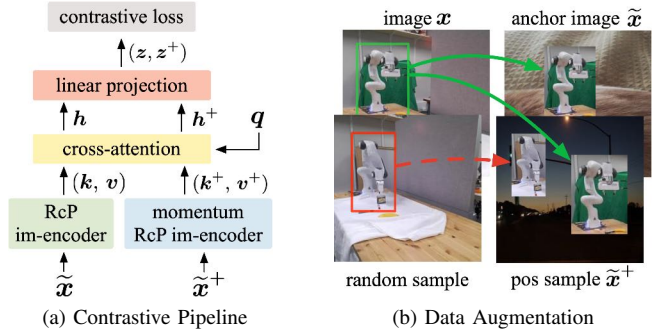 contrastive loss
(z, z⁺)
linear projection
h
h⁺
q
cross-attention
(k, v)
(k⁺, v⁺)
RcP
im-encoder
momentum
RcP im-encoder
x̃
x̃⁺
(a) Contrastive Pipeline
image x
anchor image x̃
random sample
pos sample x̃⁺
(b) Data Augmentation